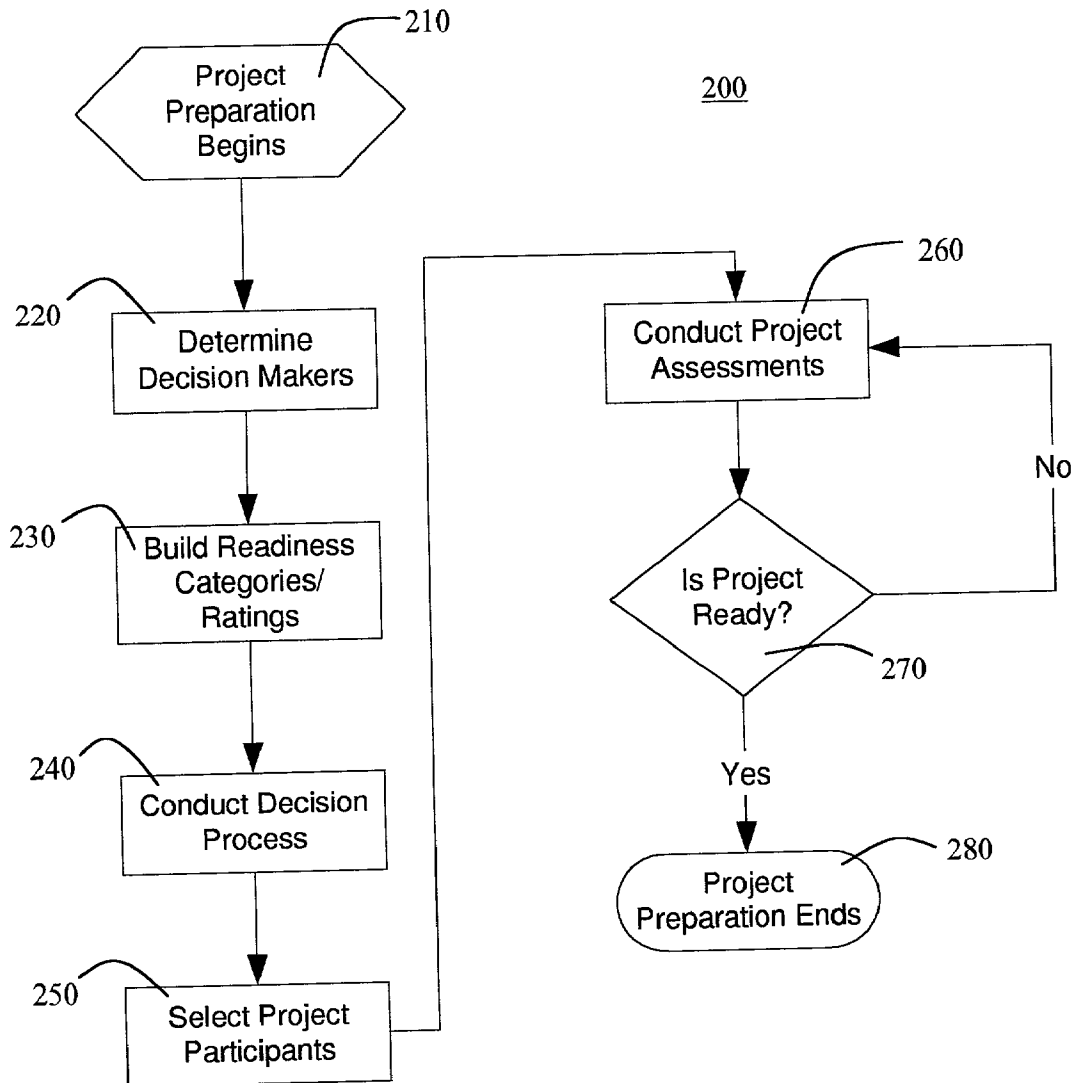 210
Project
Preparation
Begins
200
220
Determine
Decision Makers
230
Build Readiness
Categories/
Ratings
240
Conduct Decision
Process
250
Select Project
Participants
260
Conduct Project
Assessments
No
Is Project
Ready?
270
Yes
280
Project
Preparation Ends